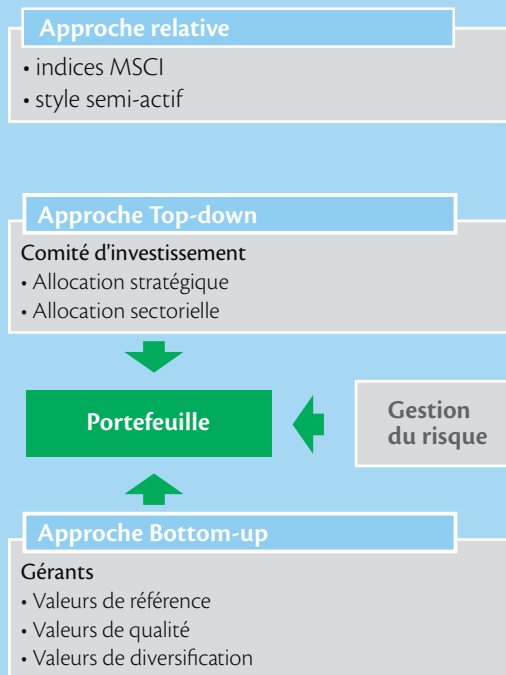 Approche relative
• indices MSCI
• style semi-actif
Approche Top-down
Comité d'investissement
• Allocation stratégique
• Allocation sectorielle
Portefeuille
Gestion
du risque
Approche Bottom-up
Gérants
• Valeurs de référence
• Valeurs de qualité
• Valeurs de diversification